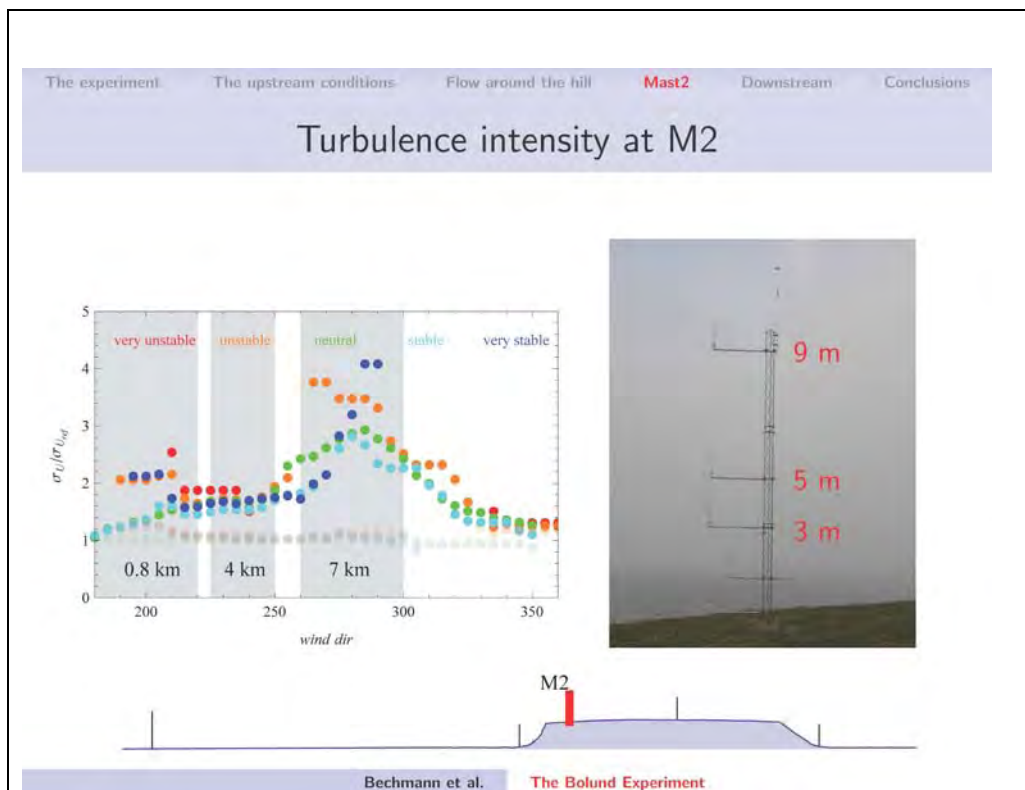 The experiment The upstream conditions Flow around the hill Mast2 Downstream Conclusions
Turbulence intensity at M2
5
4
3
2
1
0
σU/σUrd
very unstable unstable neutral stable very stable
0.8 km 4 km 7 km
200 250 300 350
wind dir
9 m
5 m
3 m
M2
Bechmann et al. The Bolund Experiment